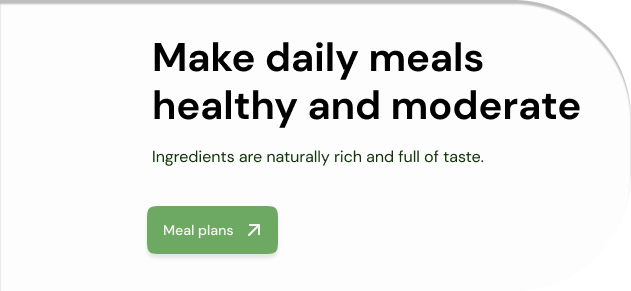 Make daily meals
healthy and moderate
Ingredients are naturally rich and full of taste.
Meal plans